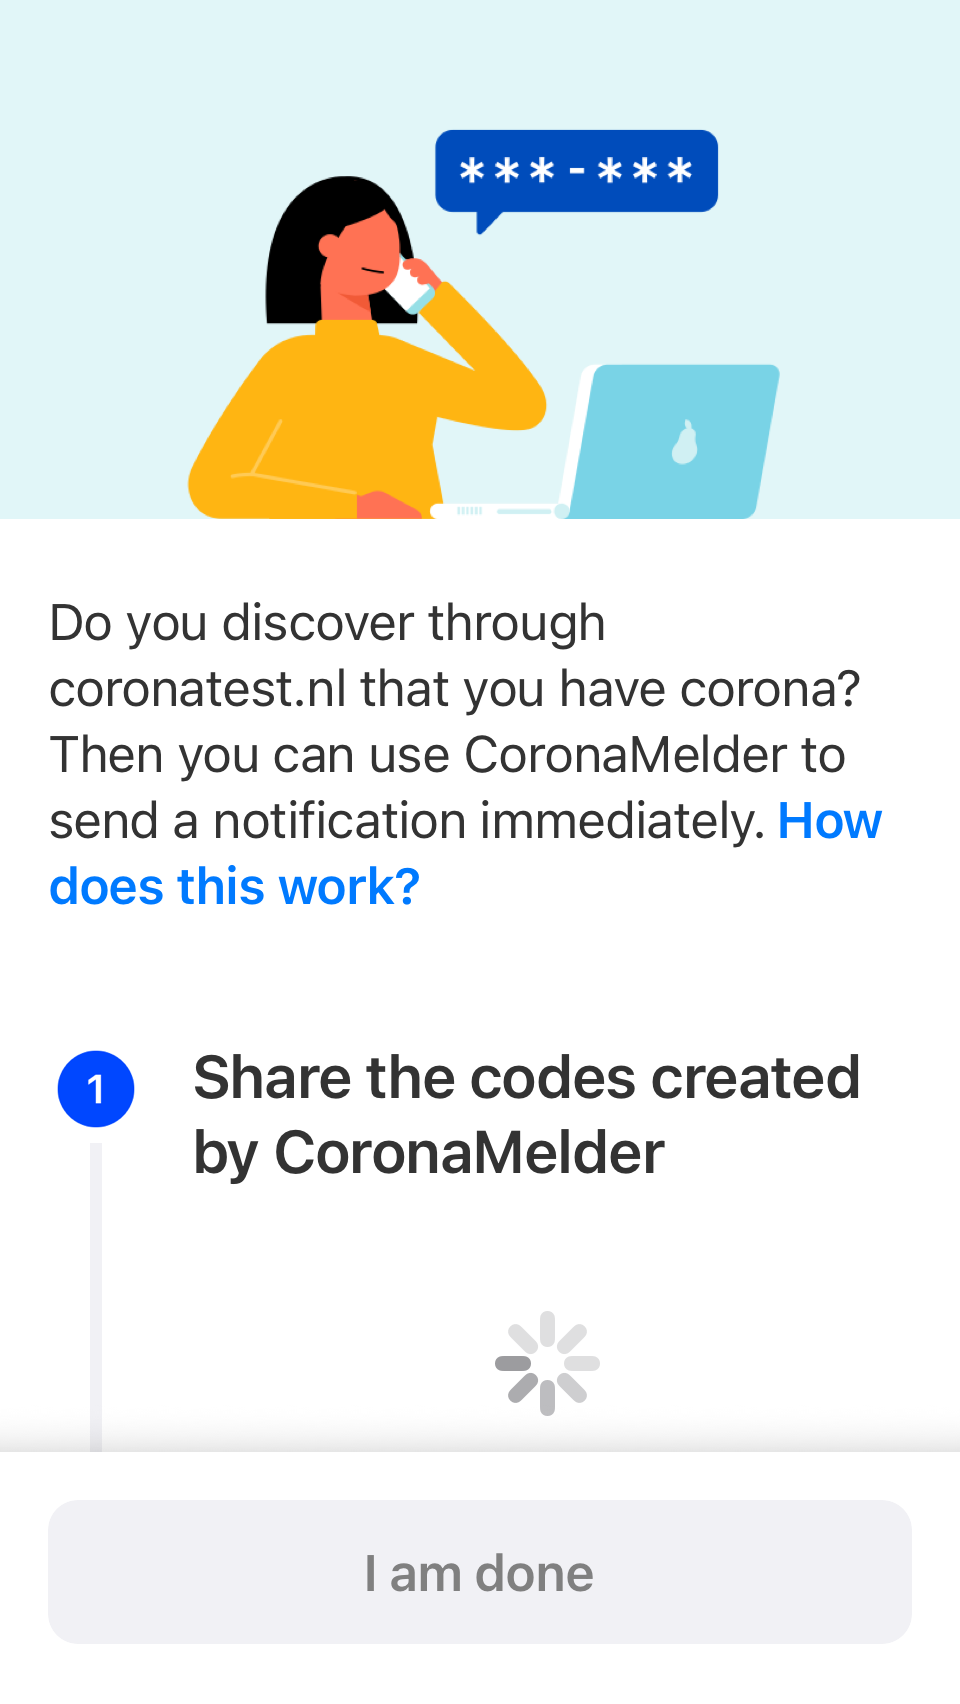 ***-***
Do you discover through
coronatest.nl that you have corona?
Then you can use CoronaMelder to
send a notification immediately. How
does this work?
1
Share the codes created
by CoronaMelder
I am done